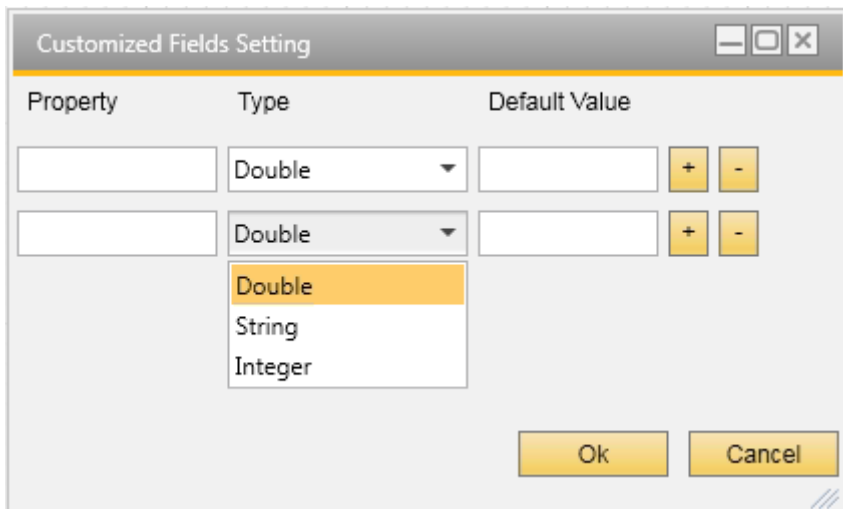 Customized Fields Setting
Property Type Default Value
Double + -
Double + -
Double
String
Integer
Ok Cancel